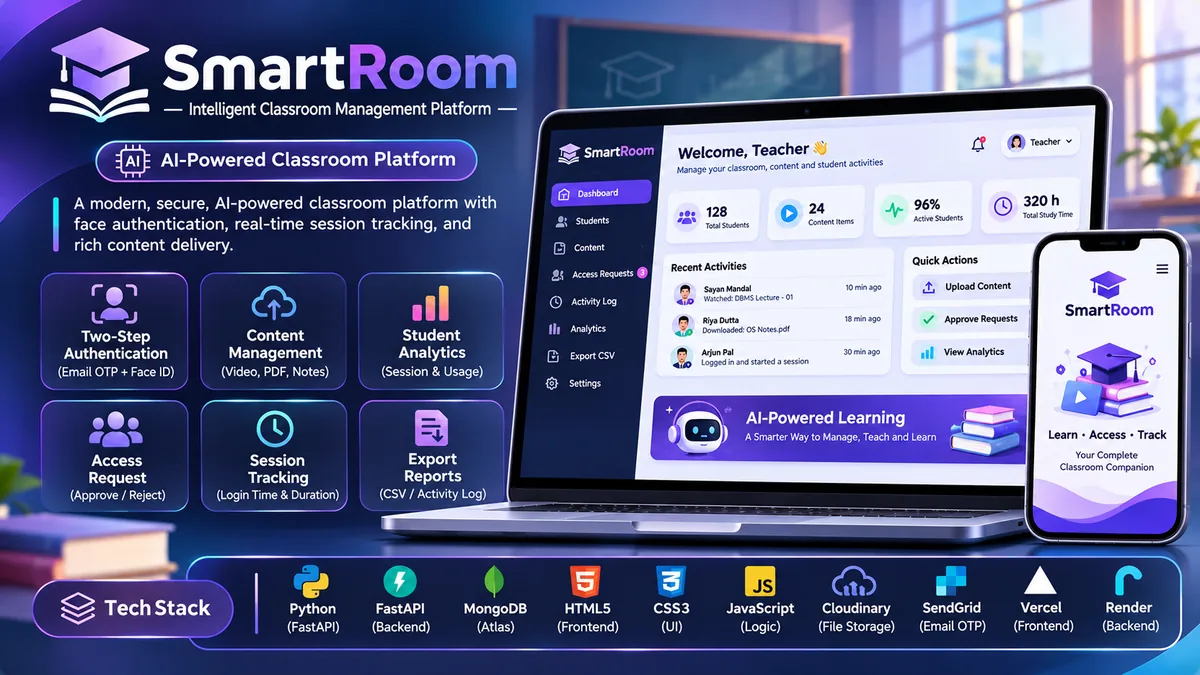 SmartRoom
Intelligent Classroom Management Platform
AI
AI-Powered Classroom Platform
A modern, secure, AI-powered classroom platform with
face authentication, real-time session tracking, and
rich content delivery.
Two-Step
Authentication
(Email OTP + Face ID)
Content
Management
(Video, PDF, Notes)
Student
Analytics
(Session & Usage)
Access
Request
(Approve / Reject)
Session
Tracking
(Login Time & Duration)
Export
Reports
(CSV / Activity Log)
SmartRoom
Dashboard
Students
Content
Access Requests 3
Activity Log
Analytics
Export CSV
Settings
Welcome, Teacher 👋
Manage your classroom, content and student activities
Teacher
128
Total Students
24
Content Items
96%
Active Students
320 h
Total Study Time
Recent Activities
Sayan Mandal
Watched: DBMS Lecture - 01
10 min ago
Riya Dutta
Downloaded: OS Notes.pdf
18 min ago
Arjun Pal
Logged in and started a session
30 min ago
Quick Actions
Upload Content
Approve Requests
View Analytics
AI-Powered Learning
A Smarter Way to Manage, Teach and Learn
SmartRoom
Learn • Access • Track
Your Complete
Classroom Companion
Tech Stack
Python
(FastAPI)
FastAPI
(Backend)
MongoDB
(Atlas)
5
HTML5
(Frontend)
3
CSS3
(UI)
JS
JavaScript
(Logic)
Cloudinary
(File Storage)
SendGrid
(Email OTP)
Vercel
(Frontend)
Render
(Backend)